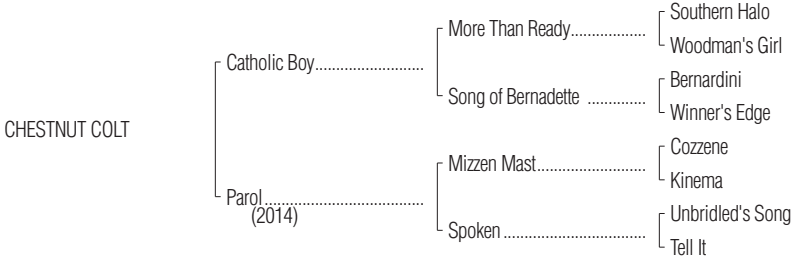 Southern Halo
More Than Ready..................
Woodman's Girl
Catholic Boy..........................
Bernardini
Song of Bernadette ..............
Winner's Edge
CHESTNUT COLT
Cozzene
Mizzen Mast..........................
Kinema
Parol......................................
(2014)
Unbridled's Song
Spoken ..................................
Tell It